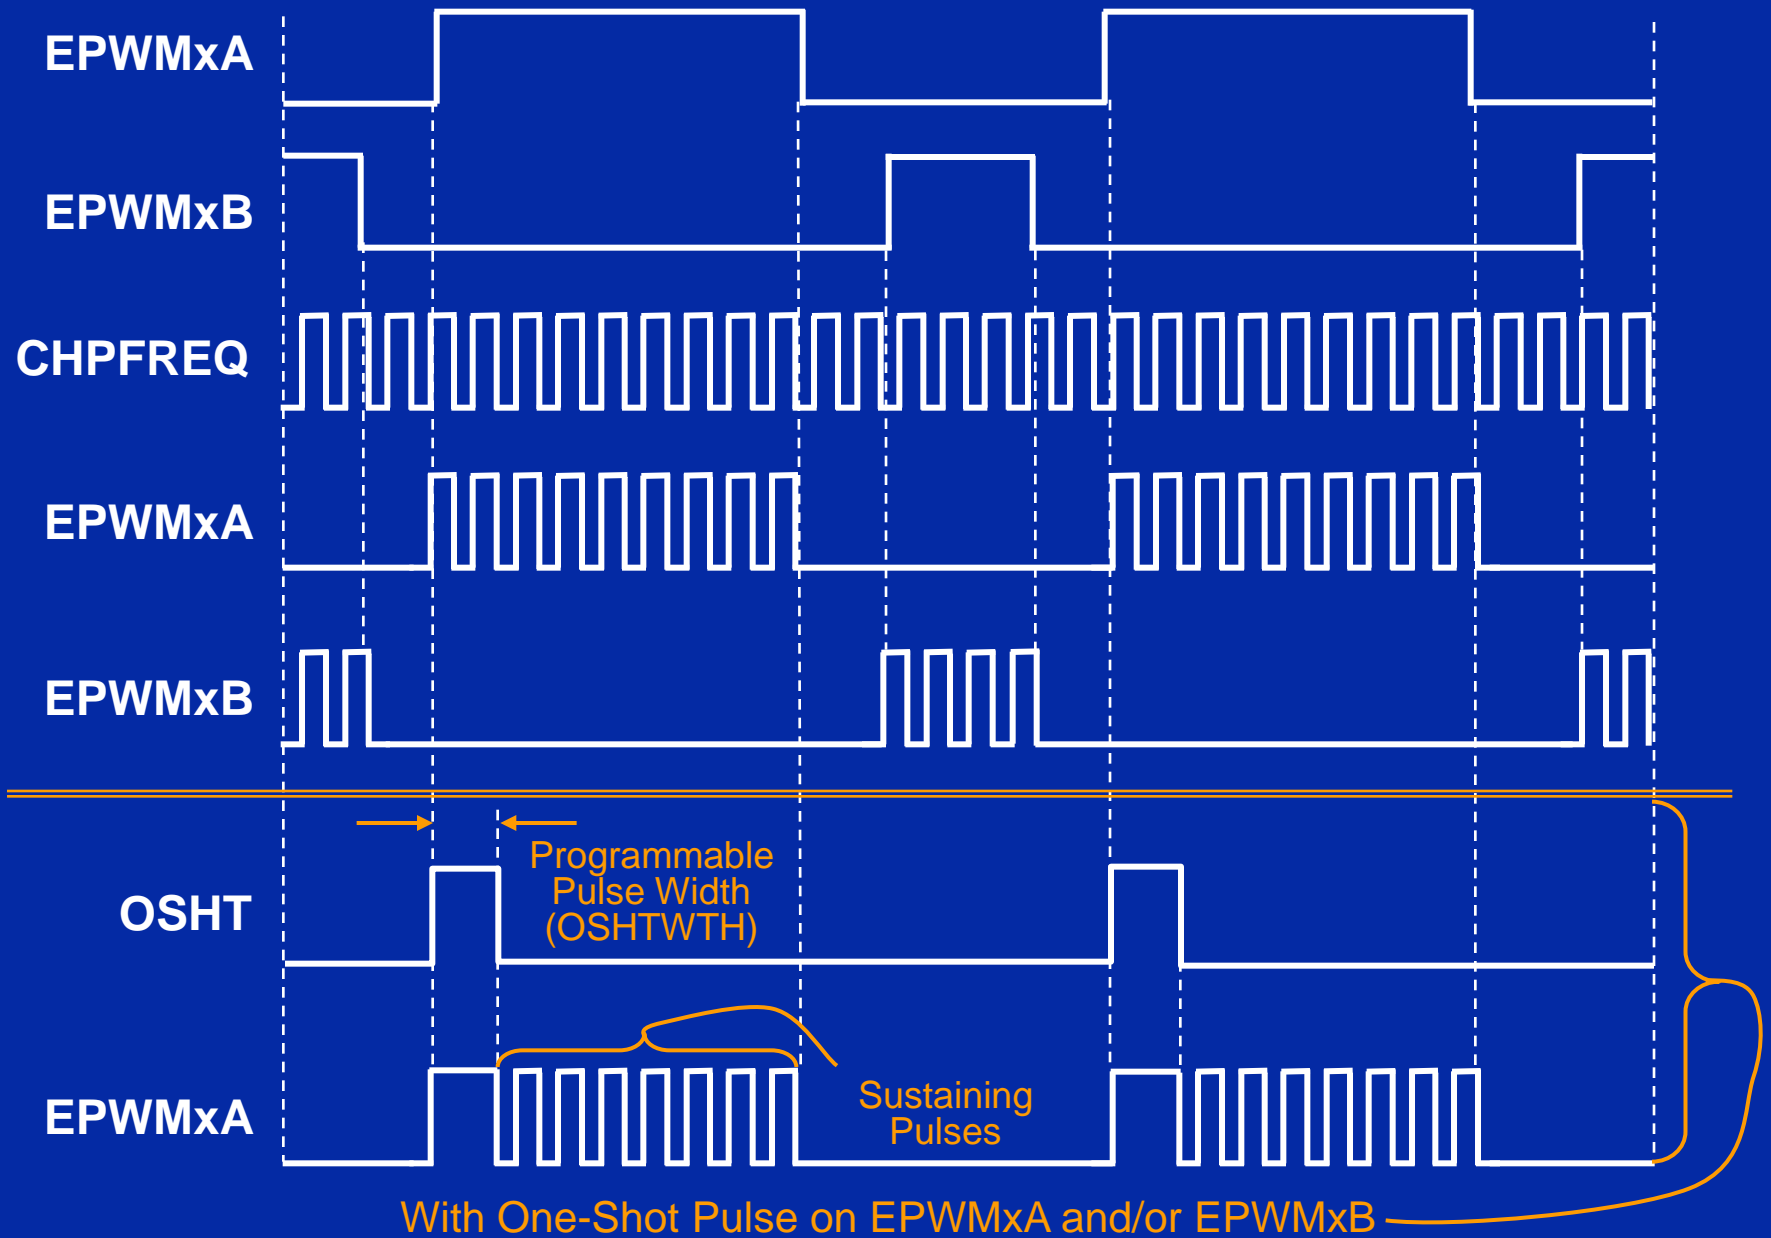 EPWMxA
EPWMxB
CHPFREQ
EPWMxA
EPWMxB
OSHT
Programmable
Pulse Width
(OSHTWTH)
EPWMxA
Sustaining
Pulses
With One-Shot Pulse on EPWMxA and/or EPWMxB